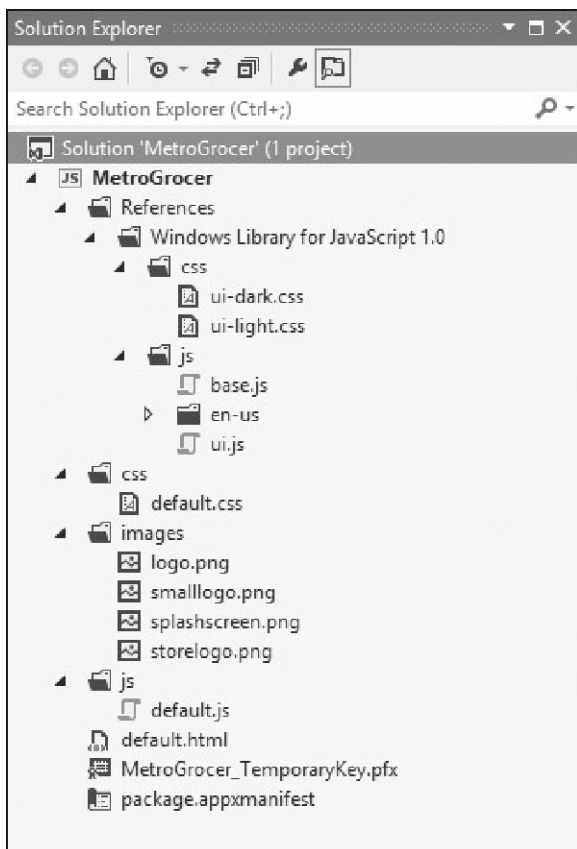 Solution Explorer
Search Solution Explorer (Ctrl+;)
Solution 'MetroGrocer' (1 project)
JS MetroGrocer
References
Windows Library for JavaScript 1.0
css
ui-dark.css
ui-light.css
js
base.js
en-us
ui.js
css
default.css
images
logo.png
smalllogo.png
splashscreen.png
storelogo.png
js
default.js
default.html
MetroGrocer_TemporaryKey.pfx
package.appxmanifest